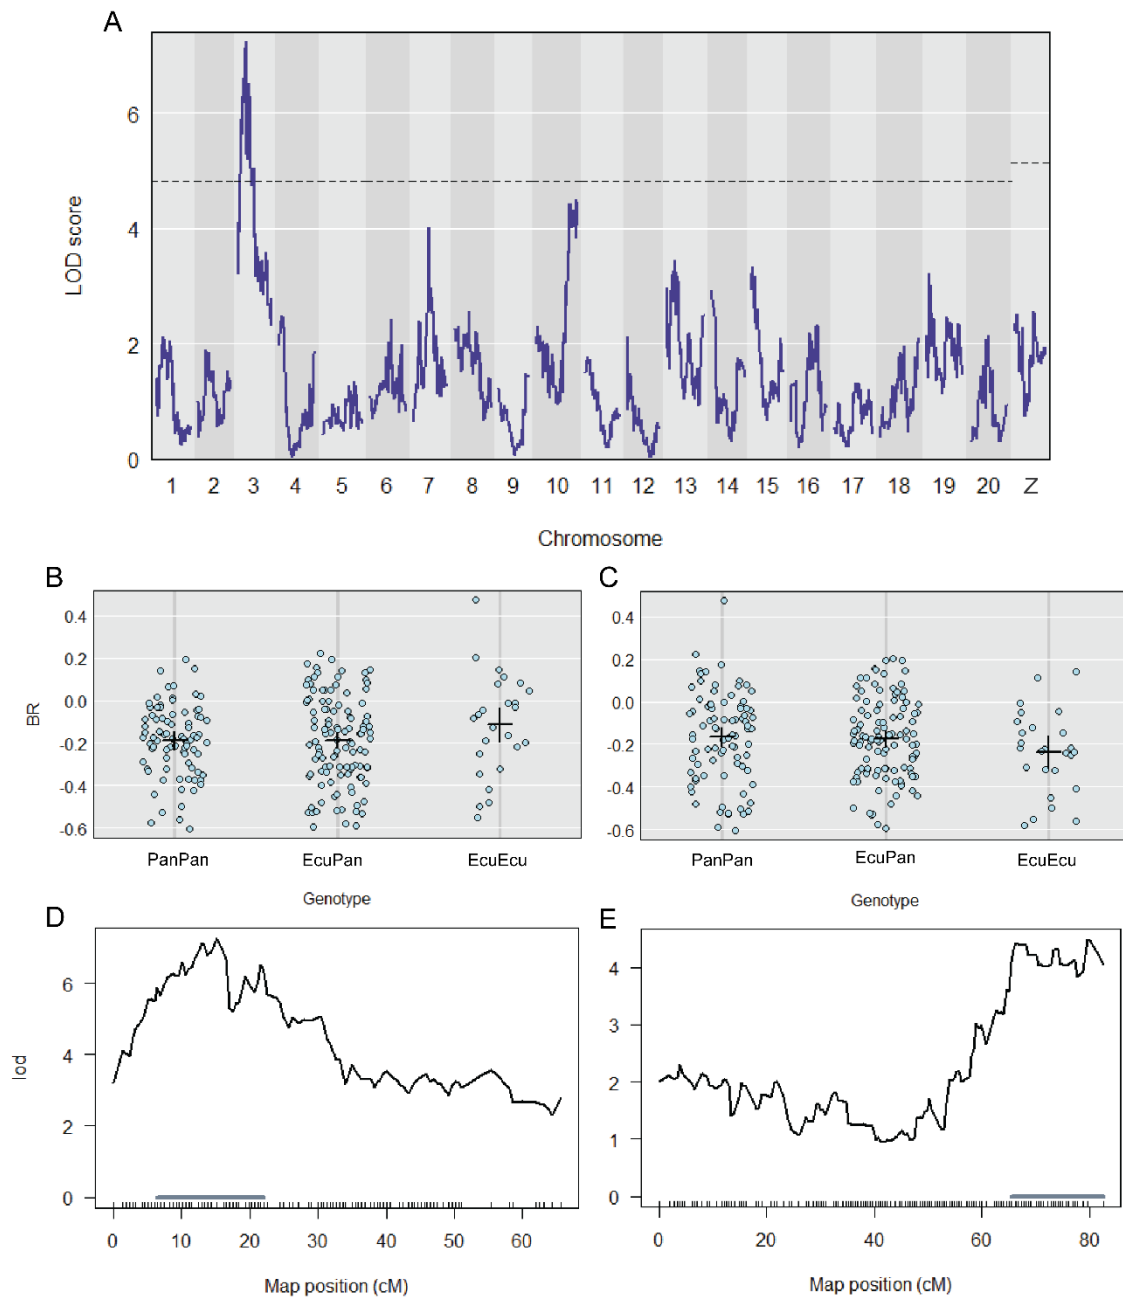 A
LOD score
6
4
2
0
1 2 3 4 5 6 7 8 9 10 11 12 13 14 15 16 17 18 19 20 Z
Chromosome
B
C
BR
0.4
0.2
0.0
-0.2
-0.4
-0.6
PanPan EcuPan EcuEcu
Genotype
0.4
0.2
0.0
-0.2
-0.4
-0.6
PanPan EcuPan EcuEcu
Genotype
D
E
lod
6
4
2
0
0 10 20 30 40 50 60
Map position (cM)
4
3
2
1
0
0 20 40 60 80
Map position (cM)